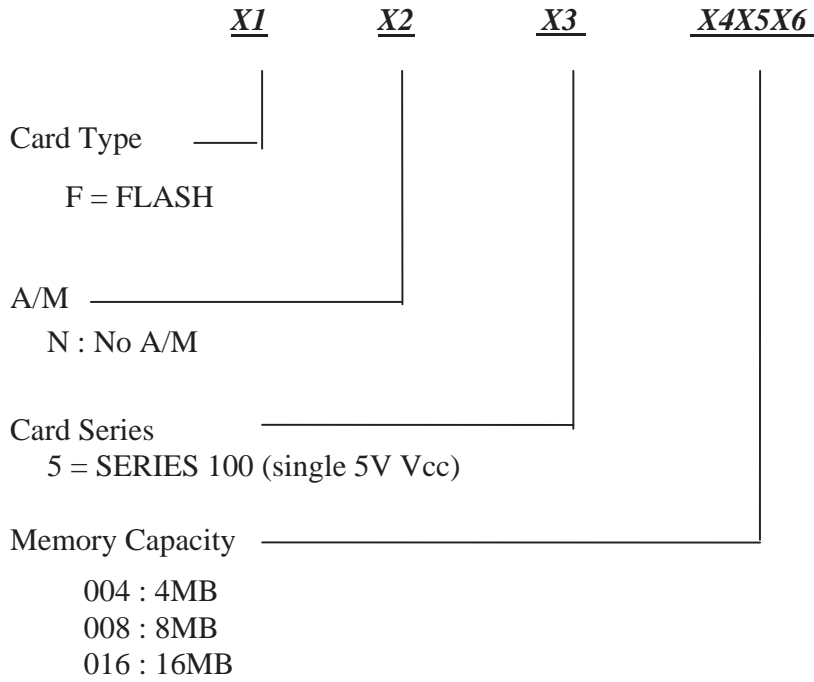 X1 X2 X3 X4X5X6
Card Type
F = FLASH
A/M
N : No A/M
Card Series
5 = SERIES 100 (single 5V Vcc)
Memory Capacity
004 : 4MB
008 : 8MB
016 : 16MB